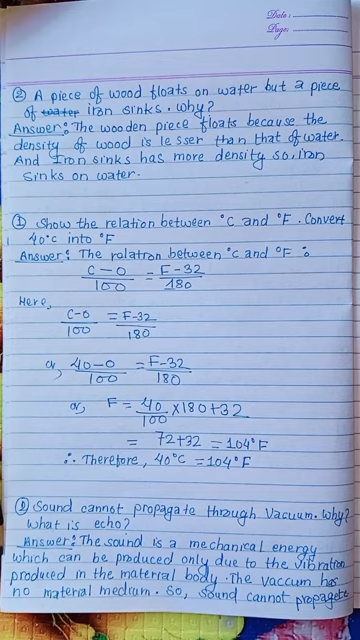 Date:
Page:
② A piece of wood floats on water but a piece
of water iron sinks. why?
Answer: The wooden piece floats because the
density of wood is lesser than that of water.
And Iron sinks has more density so, iron
sinks on water.
① Show the relation between °C and °F. Convert
40°C into °F
Answer: The ralatron between °C and °F :
C-0/100 = F-32/180
Here,
C-0/100 = F-32/180
or, 40-0/100 = F-32/180
or, F = 40/100 x180+32
= 72+32 = 104°F
∴ Therefore, 40°C = 104°F
② Sound cannot propagate through Vacuum. Why?
What is echo?
Answer: The sound is a mechanical energy
which can be produced only due to the vibration
produced in the material body. The vaccum has
no material medium. So, Sound cannot propagate